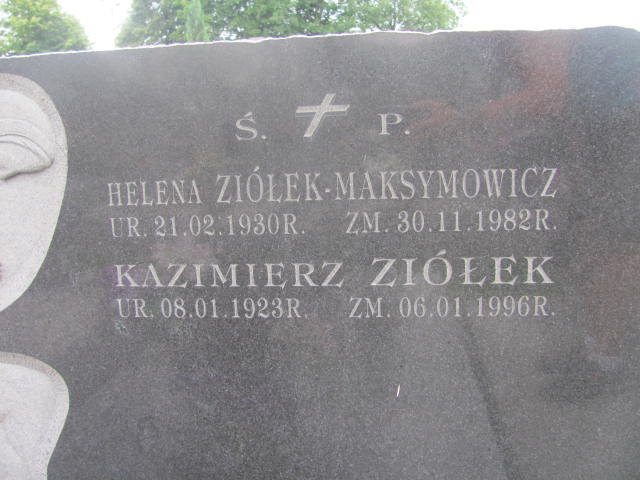 Ś. P.
HELENA ZIÓŁEK-MAKSYMOWICZ
UR. 21.02.1930R. ZM. 30.11.1982R.
KAZIMIERZ ZIÓŁEK
UR. 08.01.1923R. ZM. 06.01.1996R.